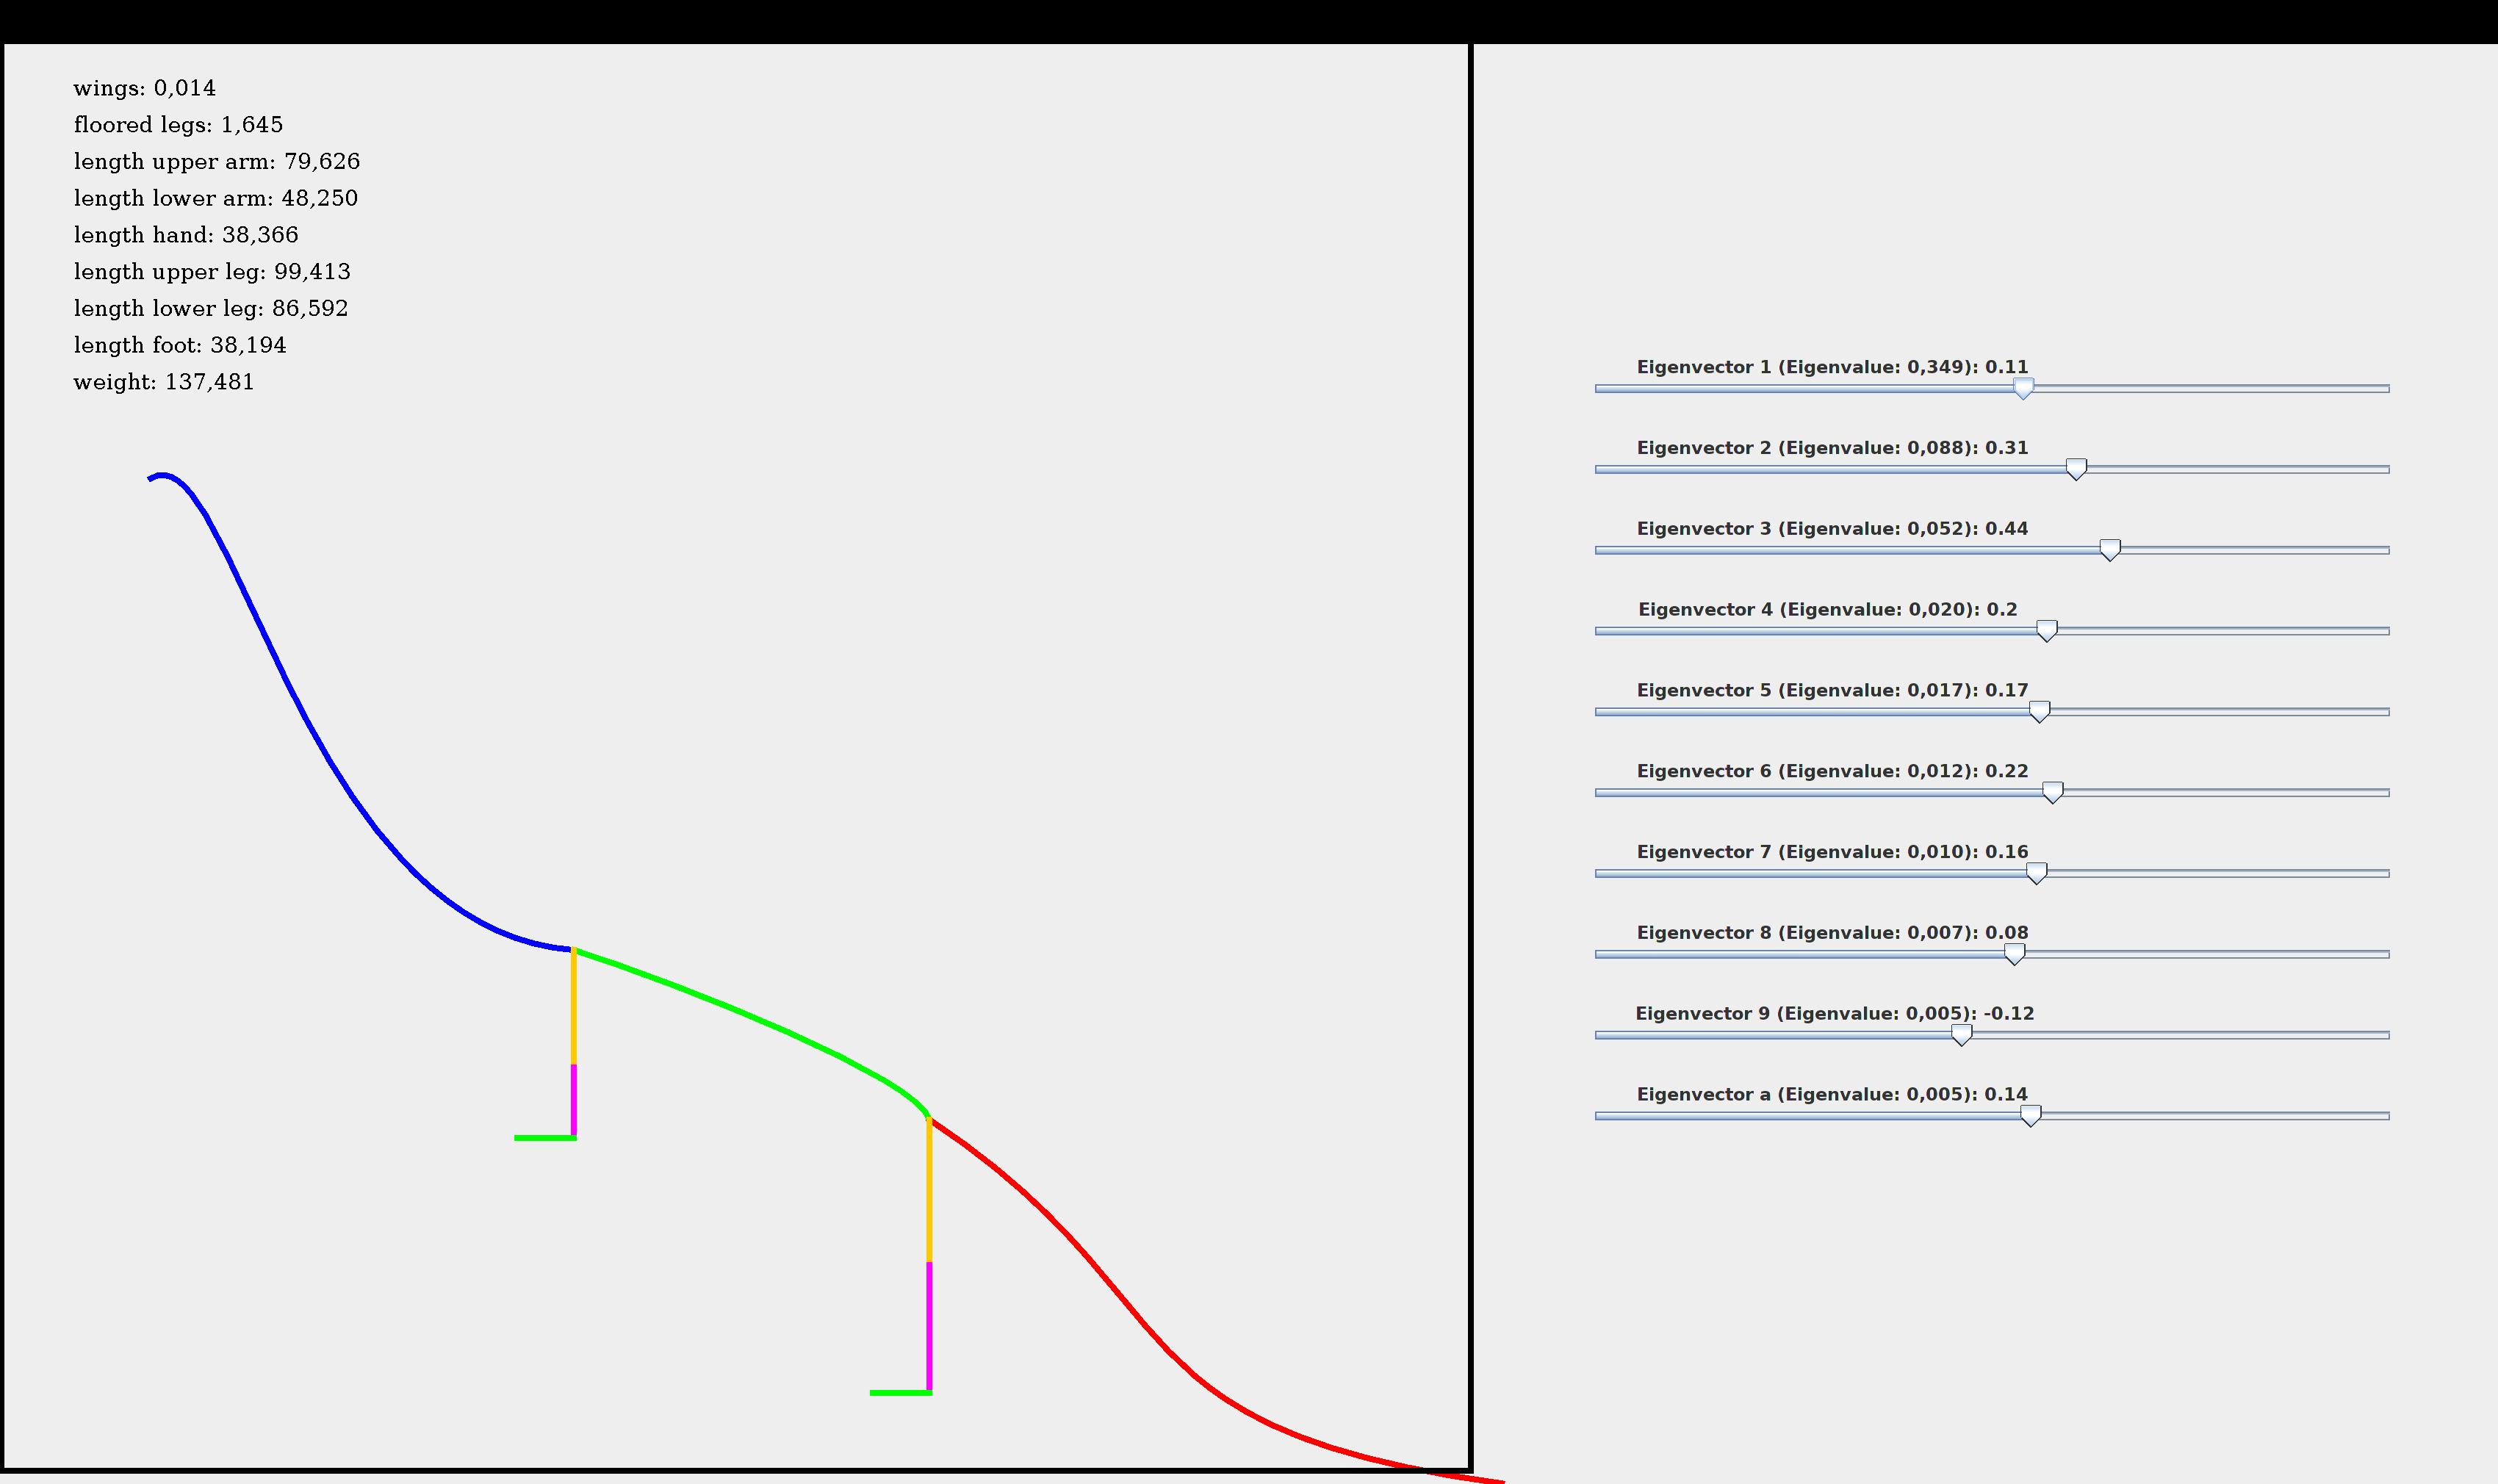 wings: 0,014
floored legs: 1,645
length upper arm: 79,626
length lower arm: 48,250
length hand: 38,366
length upper leg: 99,413
length lower leg: 86,592
length foot: 38,194
weight: 137,481
Eigenvector 1 (Eigenvalue: 0,349): 0.11
Eigenvector 2 (Eigenvalue: 0,088): 0.31
Eigenvector 3 (Eigenvalue: 0,052): 0.44
Eigenvector 4 (Eigenvalue: 0,020): 0.2
Eigenvector 5 (Eigenvalue: 0,017): 0.17
Eigenvector 6 (Eigenvalue: 0,012): 0.22
Eigenvector 7 (Eigenvalue: 0,010): 0.16
Eigenvector 8 (Eigenvalue: 0,007): 0.08
Eigenvector 9 (Eigenvalue: 0,005): -0.12
Eigenvector a (Eigenvalue: 0,005): 0.14